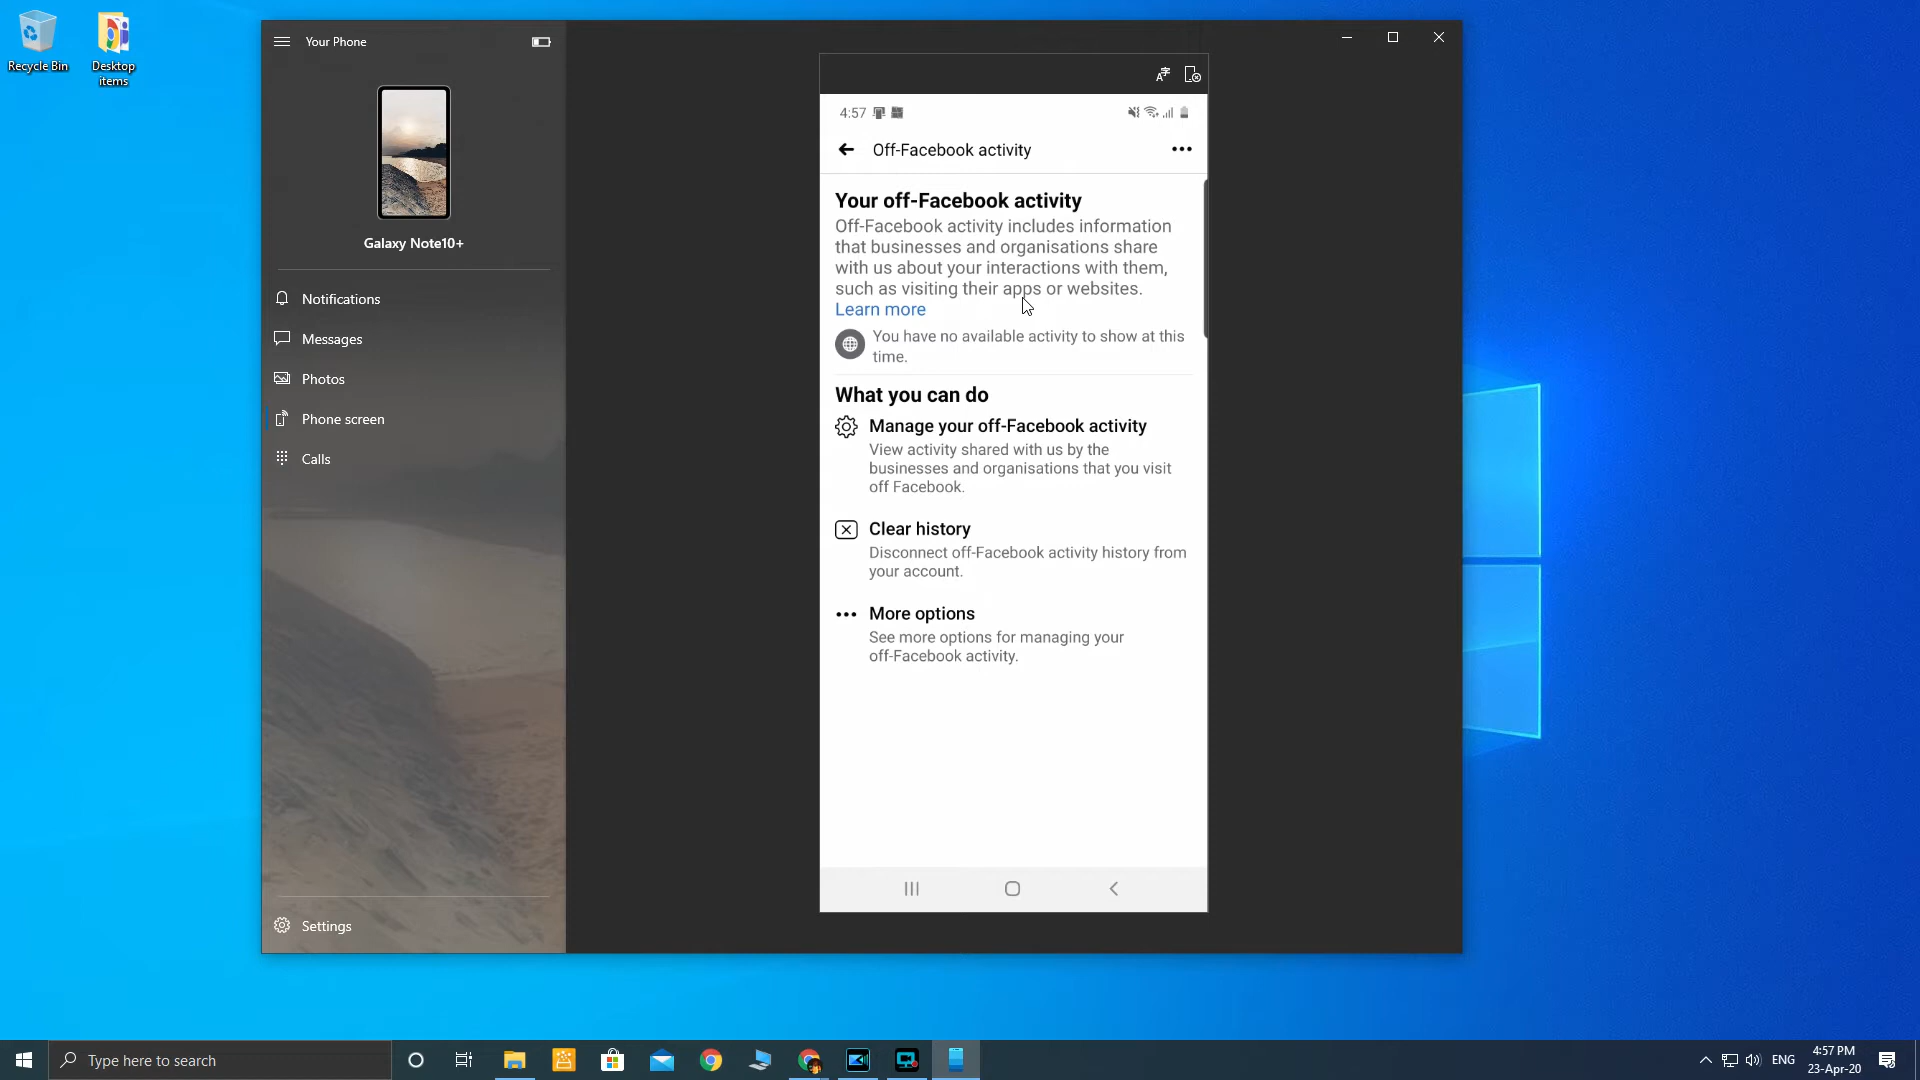 Recycle Bin
Desktop
items
Your Phone
Galaxy Note10+
Notifications
Messages
Photos
Phone screen
Calls
Settings
4:57
Off-Facebook activity
Your off-Facebook activity
Off-Facebook activity includes information
that businesses and organisations share
with us about your interactions with them,
such as visiting their apps or websites.
Learn more
You have no available activity to show at this
time.
What you can do
Manage your off-Facebook activity
View activity shared with us by the
businesses and organisations that you visit
off Facebook.
Clear history
Disconnect off-Facebook activity history from
your account.
More options
See more options for managing your
off-Facebook activity.
Type here to search
ENG
4:57 PM
23-Apr-20